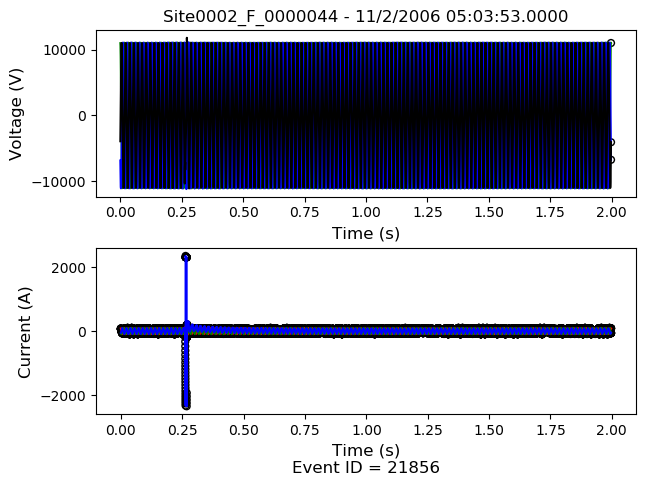 Site0002_F_0000044 - 11/2/2006 05:03:53.0000
Voltage (V)
10000
0
−10000
0.00 0.25 0.50 0.75 1.00 1.25 1.50 1.75 2.00
Time (s)
Current (A)
2000
0
−2000
0.00 0.25 0.50 0.75 1.00 1.25 1.50 1.75 2.00
Time (s)
Event ID = 21856